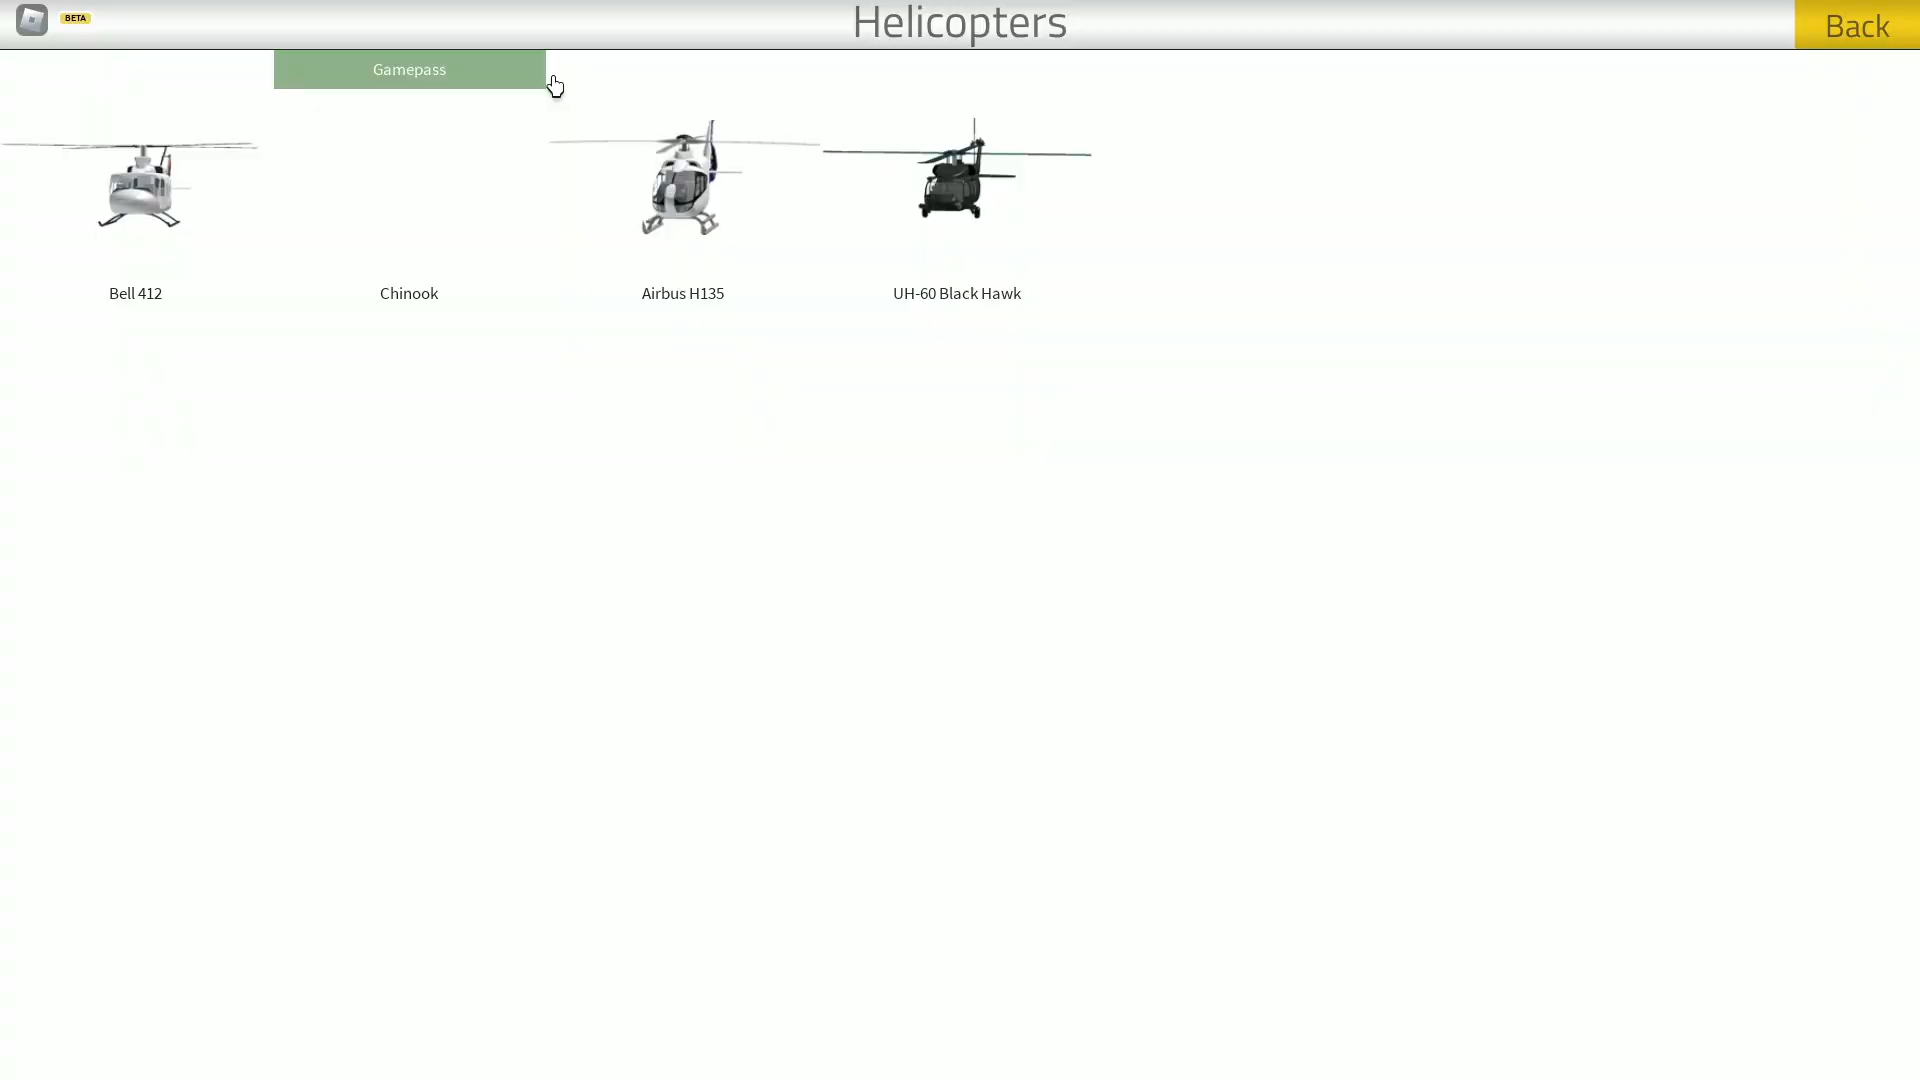 BETA
Helicopters
Back
Gamepass
Bell 412
Chinook
Airbus H135
UH-60 Black Hawk